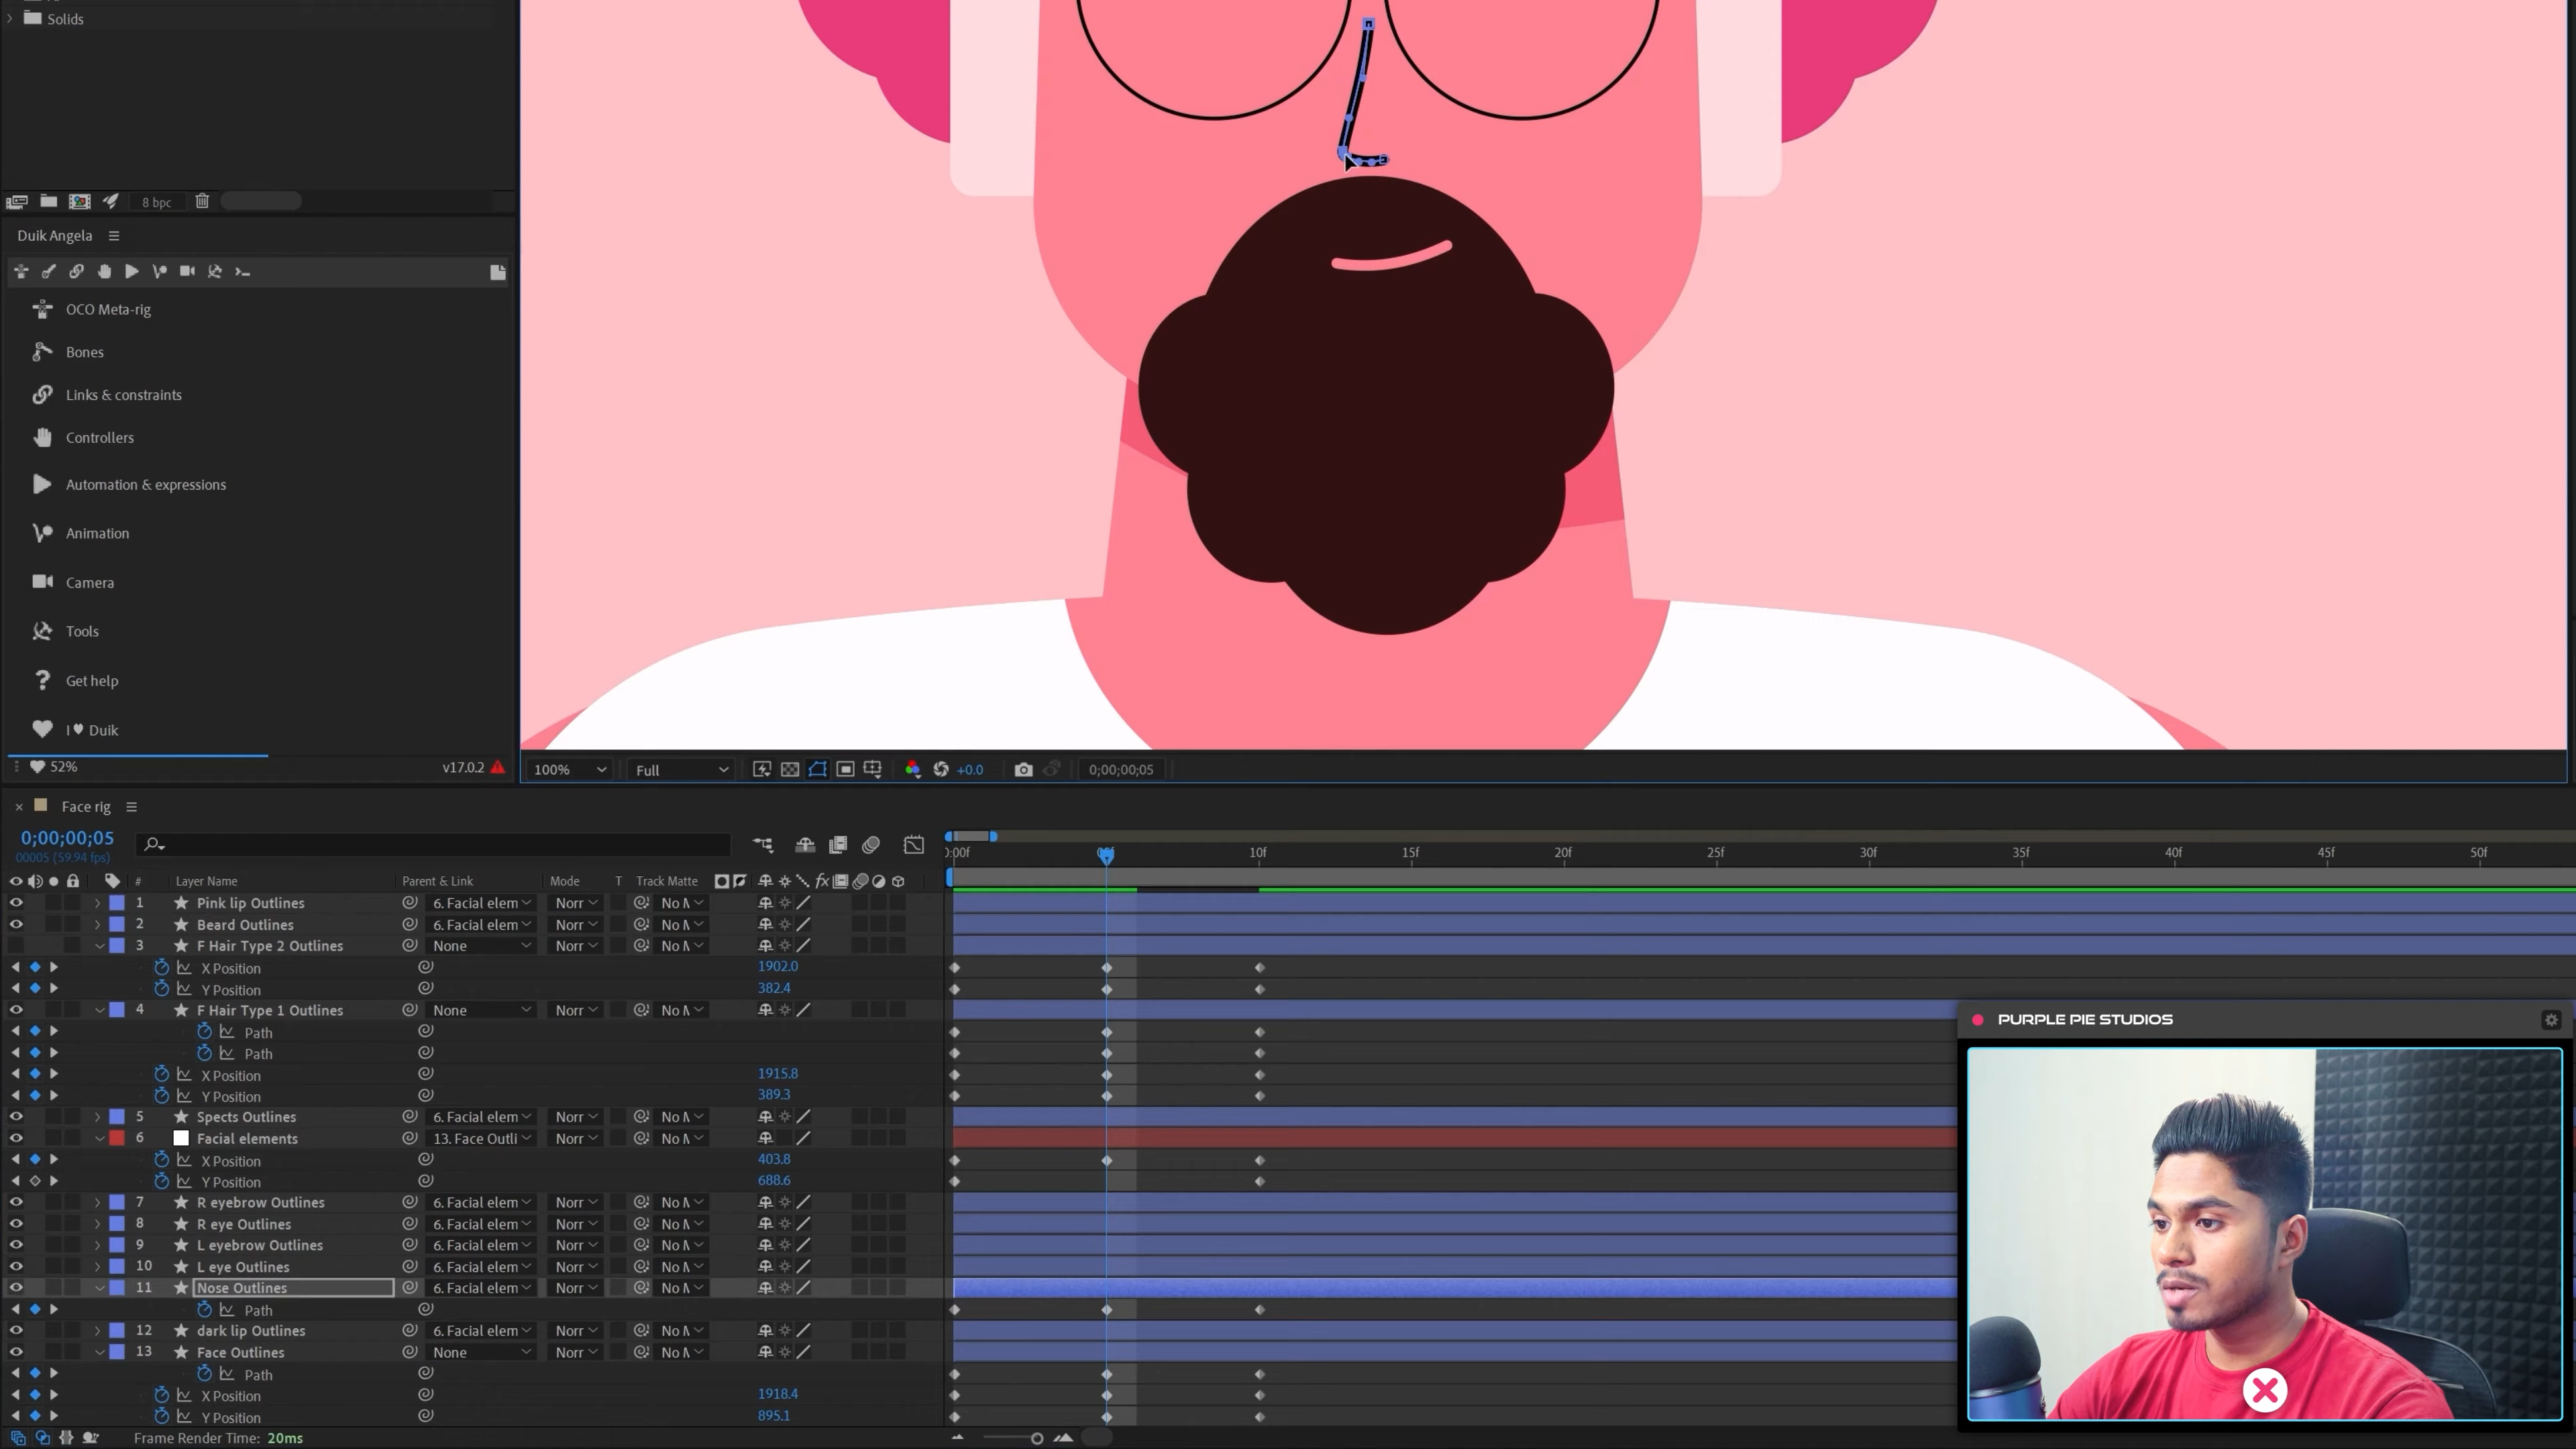 Solids
8 bpc
Duik Angela
OCO Meta-rig
Bones
Links & constraints
Controllers
Automation & expressions
Animation
Camera
Tools
Get help
I ♥ Duik
52%
v17.0.2
100%
Full
+0.0
0;00;00;05
Face rig
0;00;00;05
00005 (59.94 fps)
0:00f
10f
15f
20f
25f
30f
35f
40f
45f
50f
#
Layer Name
Parent & Link
Mode
T
Track Matte
fx
1 Pink lip Outlines 6. Facial elem Norr No
2 Beard Outlines 6. Facial elem Norr No
3 F Hair Type 2 Outlines None Norr No
X Position 1902.0
Y Position 382.4
4 F Hair Type 1 Outlines None Norr No
Path
Path
X Position 1915.8
Y Position 389.3
5 Spects Outlines 6. Facial elem Norr No
6 Facial elements 13. Face Outli Norr No
X Position 403.8
Y Position 688.6
7 R eyebrow Outlines 6. Facial elem Norr No
8 R eye Outlines 6. Facial elem Norr No
9 L eyebrow Outlines 6. Facial elem Norr No
10 L eye Outlines 6. Facial elem Norr No
11 Nose Outlines 6. Facial elem Norr No
Path
12 dark lip Outlines 6. Facial elem Norr No
13 Face Outlines None Norr No
Path
X Position 1918.4
Y Position 895.1
Frame Render Time: 20ms
PURPLE PIE STUDIOS